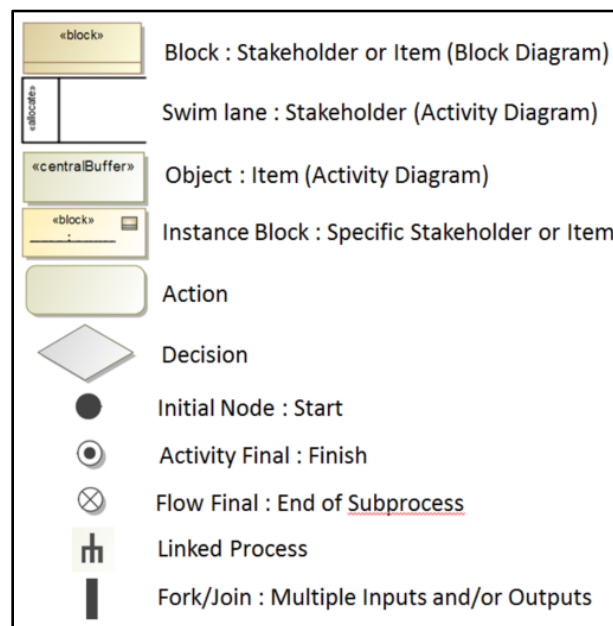 «block»
Block : Stakeholder or Item (Block Diagram)
«allocate»
Swim lane : Stakeholder (Activity Diagram)
«centralBuffer»
Object : Item (Activity Diagram)
«block»
:
Instance Block : Specific Stakeholder or Item
Action
Decision
Initial Node : Start
Activity Final : Finish
Flow Final : End of Subprocess
Linked Process
Fork/Join : Multiple Inputs and/or Outputs